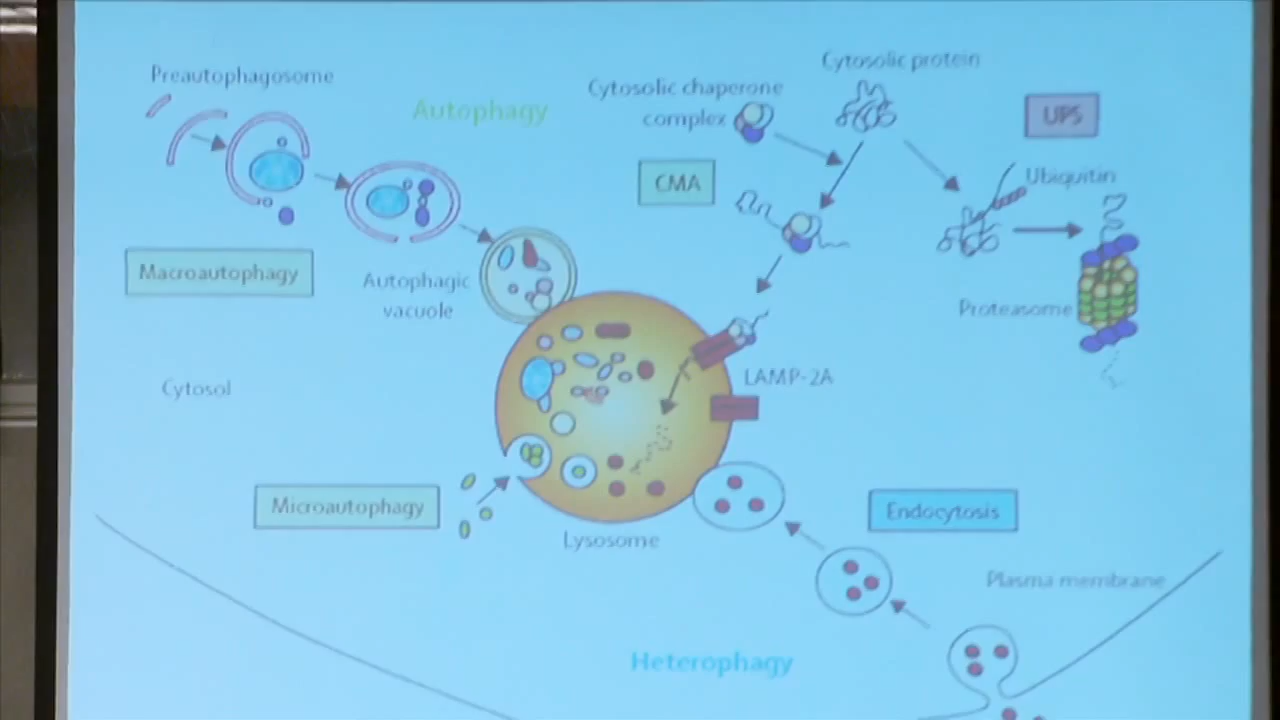 Preautophagosome
Autophagy
Cytosolic chaperone
complex
Cytosolic protein
UPS
CMA
Ubiquitin
Macroautophagy
Autophagic
vacuole
Proteasome
Cytosol
LAMP-2A
Microautophagy
Endocytosis
Lysosome
Plasma membrane
Heterophagy